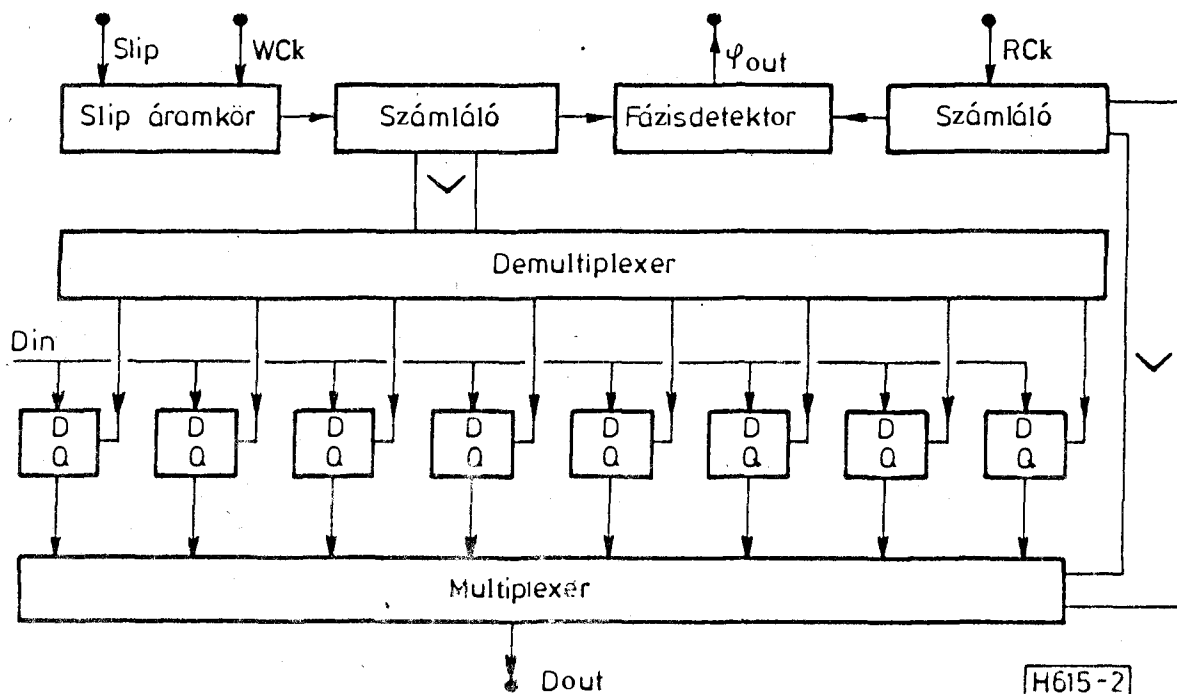 Slip
WCk
φout
RCk
Slip áramkör
Számláló
Fázisdetektor
Számláló
Demultiplexer
Din
D
Q
D
Q
D
Q
D
Q
D
Q
D
Q
D
Q
D
Q
Multiplexer
Dout
H615-2